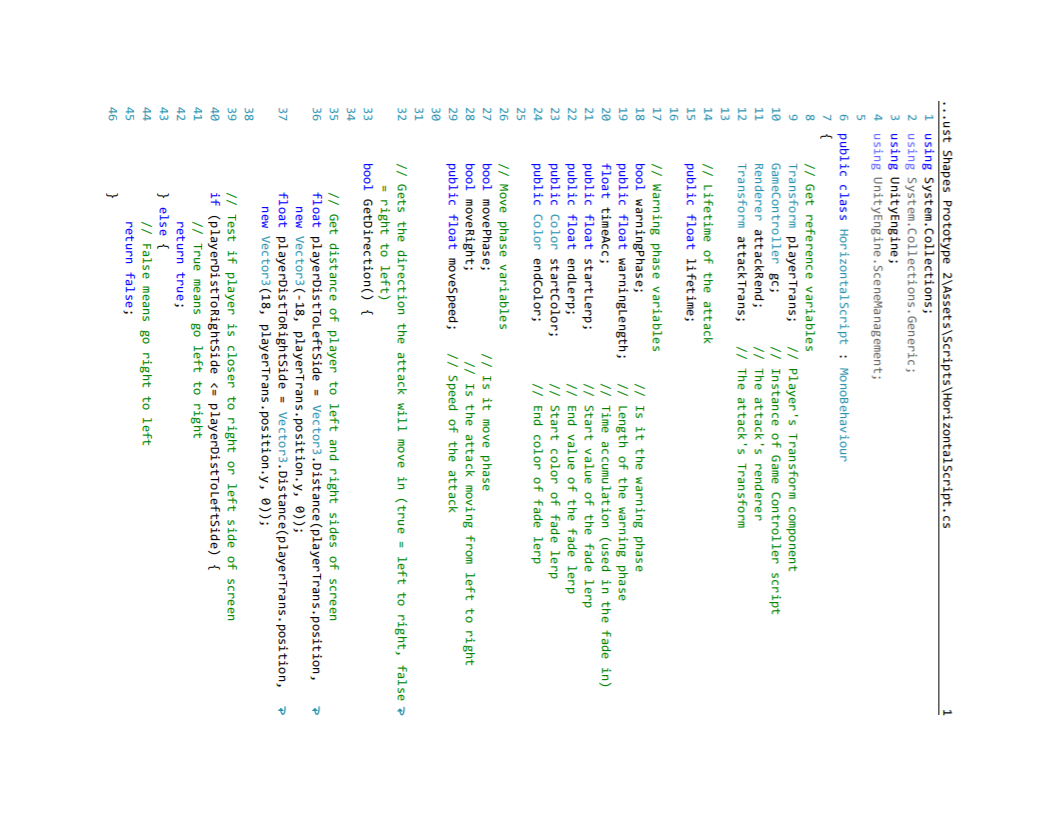 ...ust Shapes Prototype 2\Assets\Scripts\HorizontalScript.cs 1
1 using System.Collections;
2 using System.Collections.Generic;
3 using UnityEngine;
4 using UnityEngine.SceneManagement;
5
6 public class HorizontalScript : MonoBehaviour
7 {
8 // Get reference variables
9 Transform playerTrans; // Player's Transform component
10 GameController gc; // Instance of Game Controller script
11 Renderer attackRend; // The attack's renderer
12 Transform attackTrans; // The attack's Transform
13
14 // Lifetime of the attack
15 public float lifetime;
16
17 // Warning phase variables
18 bool warningPhase; // Is it the warning phase
19 public float warningLength; // Length of the warning phase
20 float timeAcc; // Time accumulation (used in the fade in)
21 public float startLerp; // Start value of the fade lerp
22 public float endLerp; // End value of the fade lerp
23 public Color startColor; // Start color of fade lerp
24 public Color endColor; // End color of fade lerp
25
26 // Move phase variables
27 bool movePhase; // Is it move phase
28 bool moveRight; // Is the attack moving from left to right
29 public float moveSpeed; // Speed of the attack
30
31
32 // Gets the direction the attack will move in (true = left to right, false
= right to left)
33 bool GetDirection() {
34
35 // Get distance of player to left and right sides of screen
36 float playerDistToLeftSide = Vector3.Distance(playerTrans.position,
new Vector3(-18, playerTrans.position.y, 0));
37 float playerDistToRightSide = Vector3.Distance(playerTrans.position,
new Vector3(18, playerTrans.position.y, 0));
38
39 // Test if player is closer to right or left side of screen
40 if (playerDistToRightSide <= playerDistToLeftSide) {
41 // True means go left to right
42 return true;
43 } else {
44 // False means go right to left
45 return false;
46 }